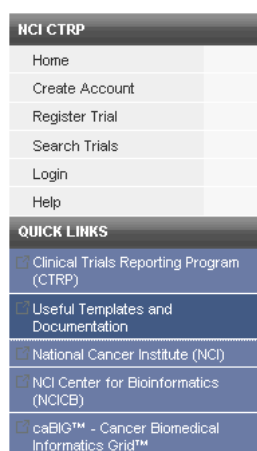 NCI CTRP
Home
Create Account
Register Trial
Search Trials
Login
Help
QUICK LINKS
Clinical Trials Reporting Program
(CTRP)
Useful Templates and
Documentation
National Cancer Institute (NCI)
NCI Center for Bioinformatics
(NCICB)
caBIG™ - Cancer Biomedical
Informatics Grid™